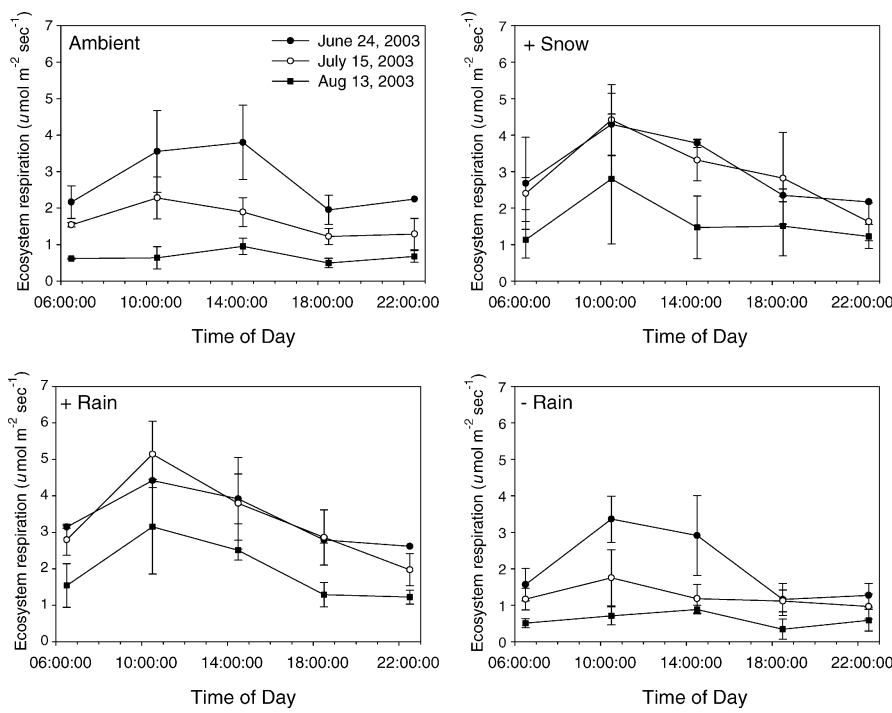 Ambient
June 24, 2003
July 15, 2003
Aug 13, 2003
Ecosystem respiration (umol m-2 sec-1)
7
6
5
4
3
2
1
0
06:00:00 10:00:00 14:00:00 18:00:00 22:00:00
Time of Day
+ Snow
Ecosystem respiration (umol m-2 sec-1)
7
6
5
4
3
2
1
0
06:00:00 10:00:00 14:00:00 18:00:00 22:00:00
Time of Day
+ Rain
Ecosystem respiration (umol m-2 sec-1)
7
6
5
4
3
2
1
0
06:00:00 10:00:00 14:00:00 18:00:00 22:00:00
Time of Day
- Rain
Ecosystem respiration (umol m-2 sec-1)
7
6
5
4
3
2
1
0
06:00:00 10:00:00 14:00:00 18:00:00 22:00:00
Time of Day